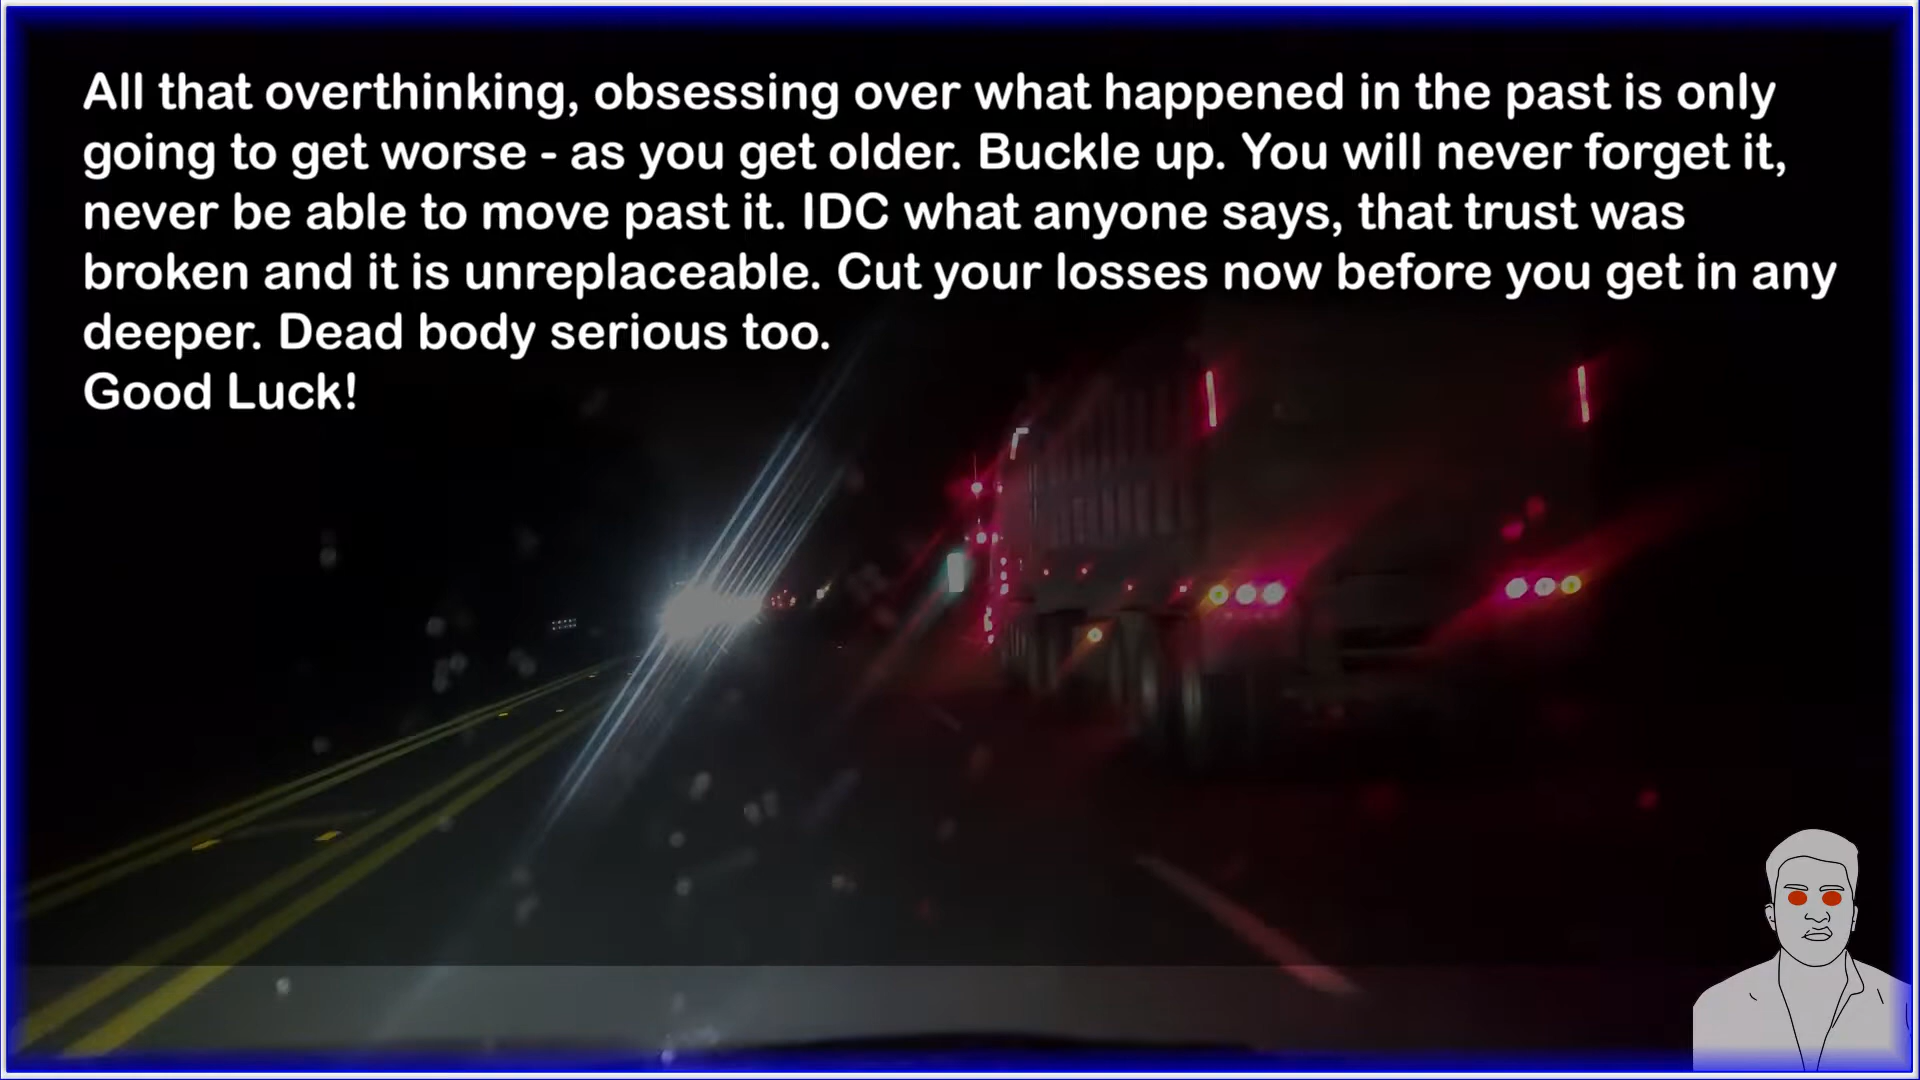 All that overthinking, obsessing over what happened in the past is only
going to get worse - as you get older. Buckle up. You will never forget it,
never be able to move past it. IDC what anyone says, that trust was
broken and it is unreplaceable. Cut your losses now before you get in any
deeper. Dead body serious too.
Good Luck!